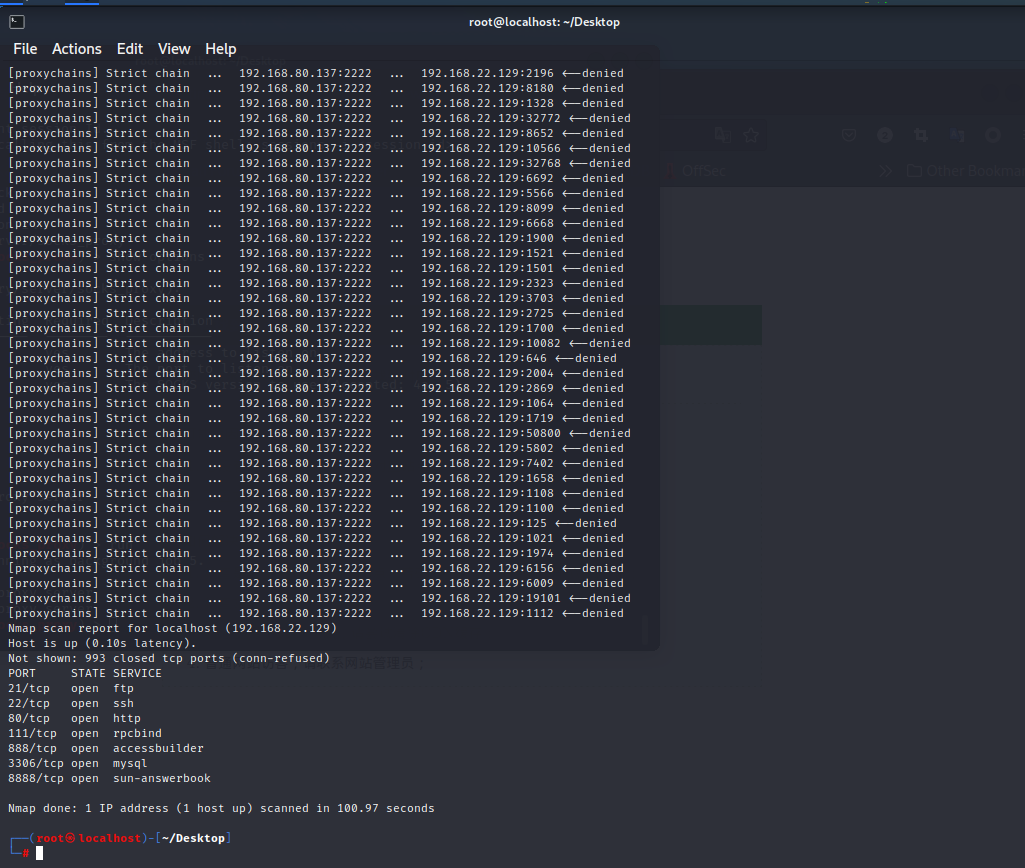 root@localhost: ~/Desktop
File Actions Edit View Help
[proxychains] Strict chain ... 192.168.80.137:2222 ... 192.168.22.129:2196 <--denied
[proxychains] Strict chain ... 192.168.80.137:2222 ... 192.168.22.129:8180 <--denied
[proxychains] Strict chain ... 192.168.80.137:2222 ... 192.168.22.129:1328 <--denied
[proxychains] Strict chain ... 192.168.80.137:2222 ... 192.168.22.129:32772 <--denied
[proxychains] Strict chain ... 192.168.80.137:2222 ... 192.168.22.129:8652 <--denied
[proxychains] Strict chain ... 192.168.80.137:2222 ... 192.168.22.129:10566 <--denied
[proxychains] Strict chain ... 192.168.80.137:2222 ... 192.168.22.129:32768 <--denied
[proxychains] Strict chain ... 192.168.80.137:2222 ... 192.168.22.129:6692 <--denied
OffSec
Other Bookmar
[proxychains] Strict chain ... 192.168.80.137:2222 ... 192.168.22.129:5566 <--denied
[proxychains] Strict chain ... 192.168.80.137:2222 ... 192.168.22.129:8099 <--denied
[proxychains] Strict chain ... 192.168.80.137:2222 ... 192.168.22.129:6668 <--denied
[proxychains] Strict chain ... 192.168.80.137:2222 ... 192.168.22.129:1900 <--denied
[proxychains] Strict chain ... 192.168.80.137:2222 ... 192.168.22.129:1521 <--denied
[proxychains] Strict chain ... 192.168.80.137:2222 ... 192.168.22.129:1501 <--denied
[proxychains] Strict chain ... 192.168.80.137:2222 ... 192.168.22.129:2323 <--denied
[proxychains] Strict chain ... 192.168.80.137:2222 ... 192.168.22.129:3703 <--denied
[proxychains] Strict chain ... 192.168.80.137:2222 ... 192.168.22.129:2725 <--denied
[proxychains] Strict chain ... 192.168.80.137:2222 ... 192.168.22.129:1700 <--denied
[proxychains] Strict chain ... 192.168.80.137:2222 ... 192.168.22.129:10082 <--denied
[proxychains] Strict chain ... 192.168.80.137:2222 ... 192.168.22.129:646 <--denied
[proxychains] Strict chain ... 192.168.80.137:2222 ... 192.168.22.129:2004 <--denied
[proxychains] Strict chain ... 192.168.80.137:2222 ... 192.168.22.129:2869 <--denied
[proxychains] Strict chain ... 192.168.80.137:2222 ... 192.168.22.129:1064 <--denied
[proxychains] Strict chain ... 192.168.80.137:2222 ... 192.168.22.129:1719 <--denied
[proxychains] Strict chain ... 192.168.80.137:2222 ... 192.168.22.129:50800 <--denied
[proxychains] Strict chain ... 192.168.80.137:2222 ... 192.168.22.129:5802 <--denied
[proxychains] Strict chain ... 192.168.80.137:2222 ... 192.168.22.129:7402 <--denied
[proxychains] Strict chain ... 192.168.80.137:2222 ... 192.168.22.129:1658 <--denied
[proxychains] Strict chain ... 192.168.80.137:2222 ... 192.168.22.129:1108 <--denied
[proxychains] Strict chain ... 192.168.80.137:2222 ... 192.168.22.129:1100 <--denied
[proxychains] Strict chain ... 192.168.80.137:2222 ... 192.168.22.129:125 <--denied
[proxychains] Strict chain ... 192.168.80.137:2222 ... 192.168.22.129:1021 <--denied
[proxychains] Strict chain ... 192.168.80.137:2222 ... 192.168.22.129:1974 <--denied
[proxychains] Strict chain ... 192.168.80.137:2222 ... 192.168.22.129:6156 <--denied
[proxychains] Strict chain ... 192.168.80.137:2222 ... 192.168.22.129:6009 <--denied
[proxychains] Strict chain ... 192.168.80.137:2222 ... 192.168.22.129:19101 <--denied
[proxychains] Strict chain ... 192.168.80.137:2222 ... 192.168.22.129:1112 <--denied
Nmap scan report for localhost (192.168.22.129)
Host is up (0.10s latency).
Not shown: 993 closed tcp ports (conn-refused)
PORT STATE SERVICE
21/tcp open ftp
22/tcp open ssh
80/tcp open http
111/tcp open rpcbind
888/tcp open accessbuilder
3306/tcp open mysql
8888/tcp open sun-answerbook
Nmap done: 1 IP address (1 host up) scanned in 100.97 seconds
┌──(root㉿localhost)-[~/Desktop]
└─#